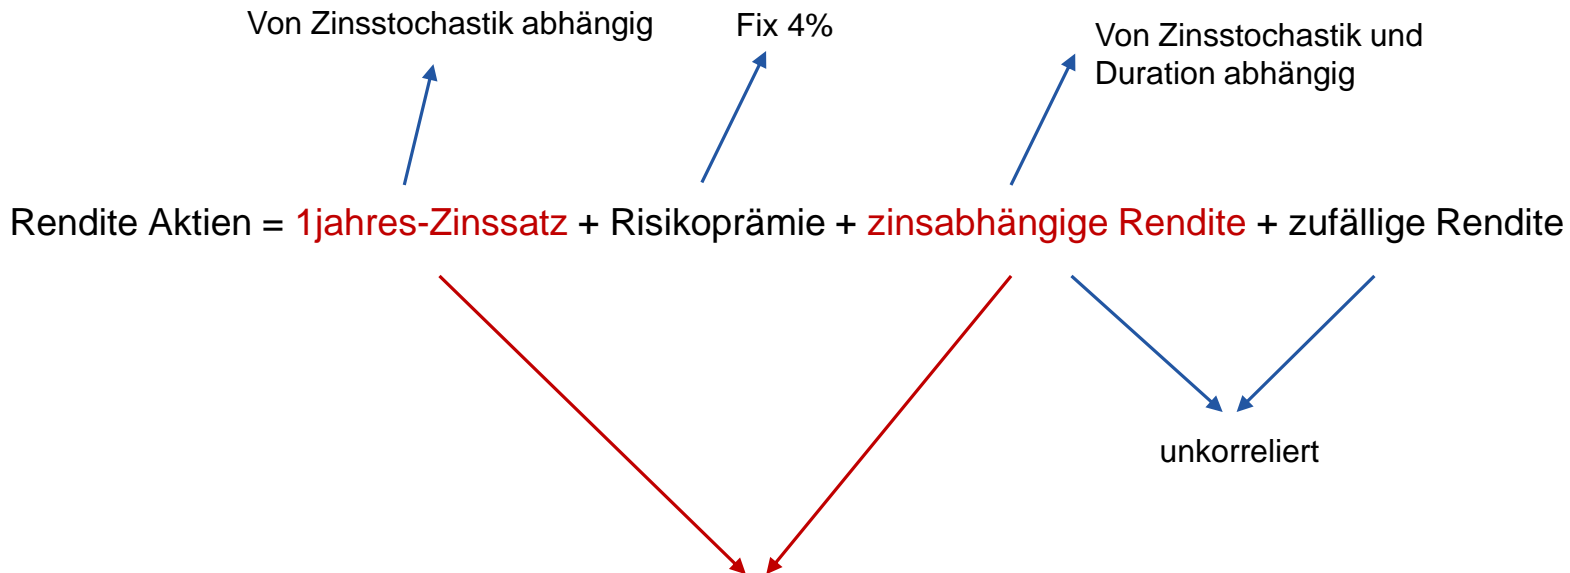 Von Zinsstochastik abhängig
Fix 4%
Von Zinsstochastik und
Duration abhängig
Rendite Aktien = 1jahres-Zinssatz + Risikoprämie + zinsabhängige Rendite + zufällige Rendite
unkorreliert